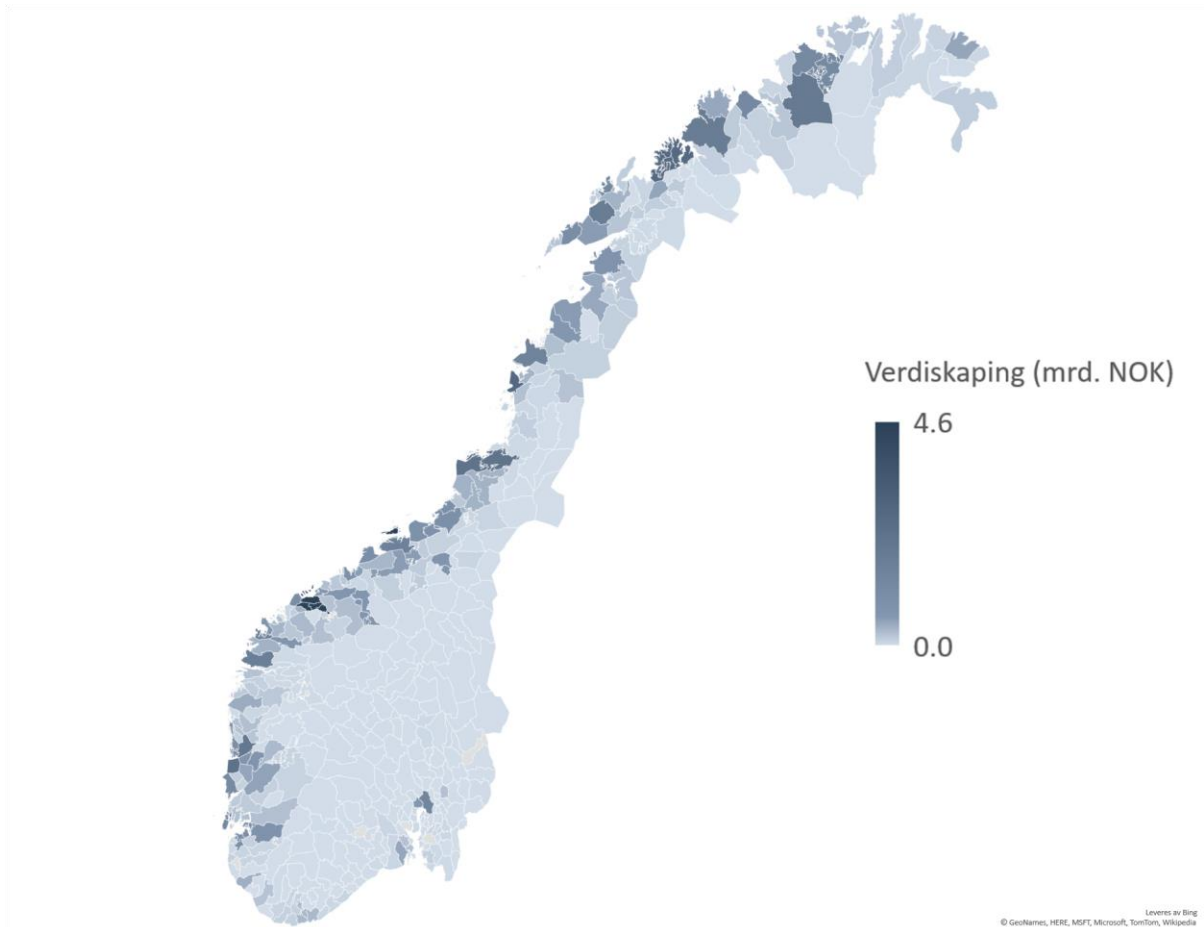 Verdiskaping (mrd. NOK)
4.6
0.0
Leveres av Bing
© GeoNames, HERE, MSFT, Microsoft, TomTom, Wikipedia